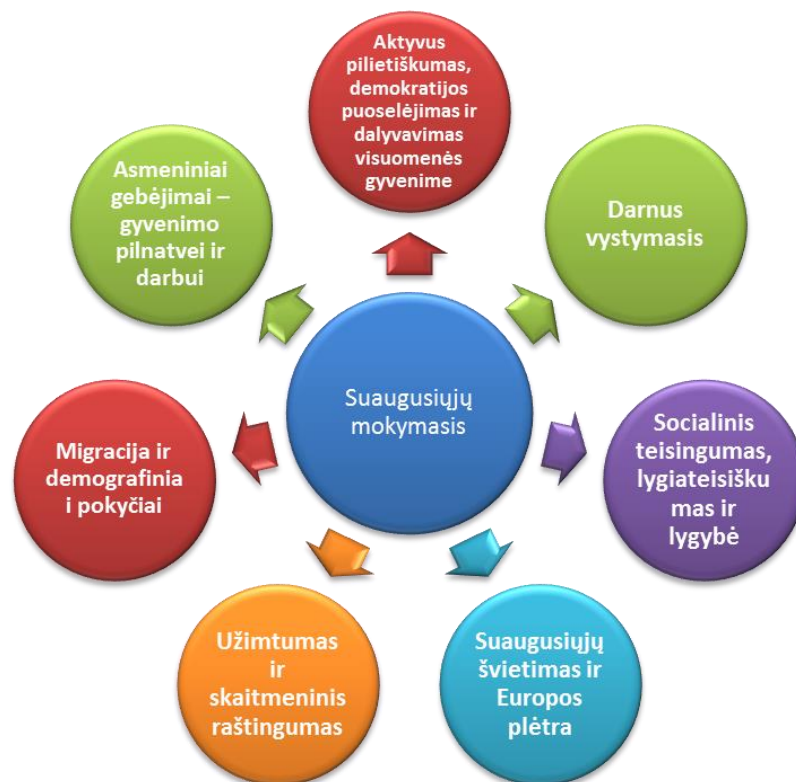 Aktyvus
pilietiškumas,
demokratijos
puoselėjimas ir
dalyvavimas
visuomenės
gyvenime
Darnus
vystymasis
Socialinis
teisingumas,
lygiateisišku
mas ir
lygybė
Suaugusiųjų
švietimas ir
Europos
plėtra
Užimtumas
ir
skaitmeninis
raštingumas
Migracija ir
demografinia
i pokyčiai
Asmeniniai
gebėjimai –
gyvenimo
pilnatvei ir
darbui
Suaugusiųjų
mokymasis